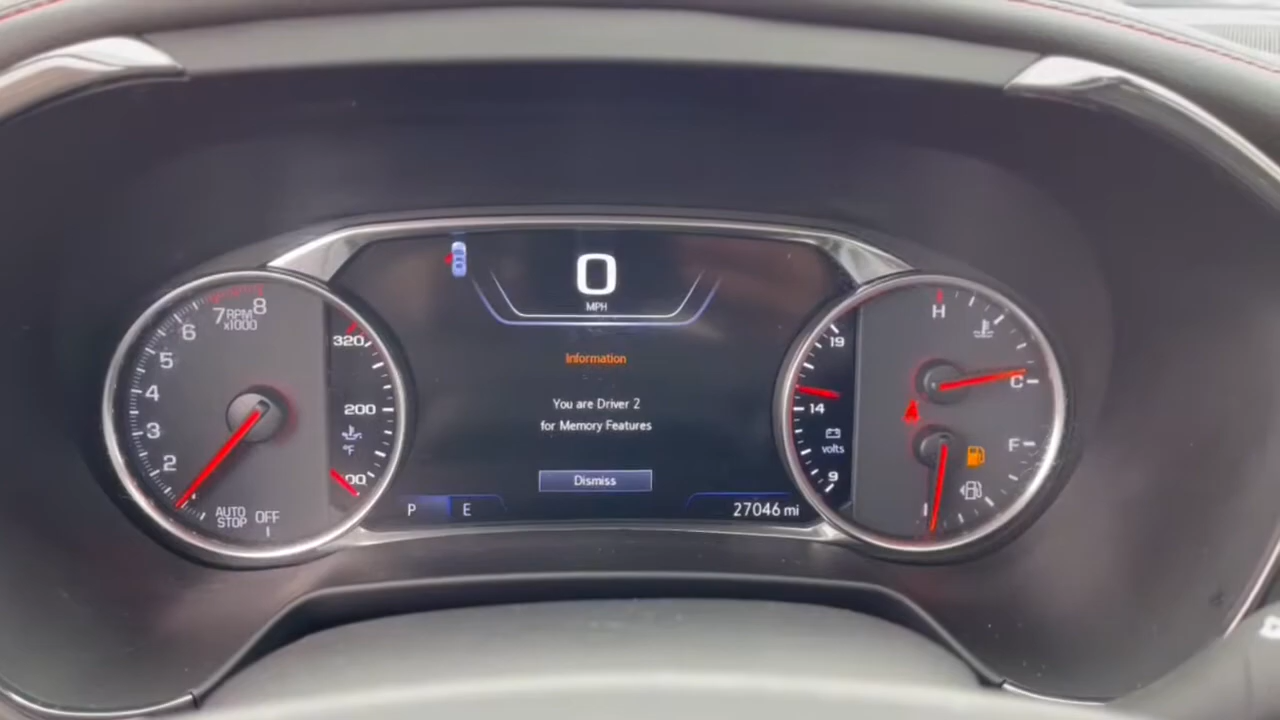 0
MPH
Information
You are Driver 2
for Memory Features
Dismiss
P E
27046 mi
8
7
RPM
x1000
6
5
4
3
2
AUTO
STOP
OFF
320
200
°F
19
14
volts
9
H
C
F